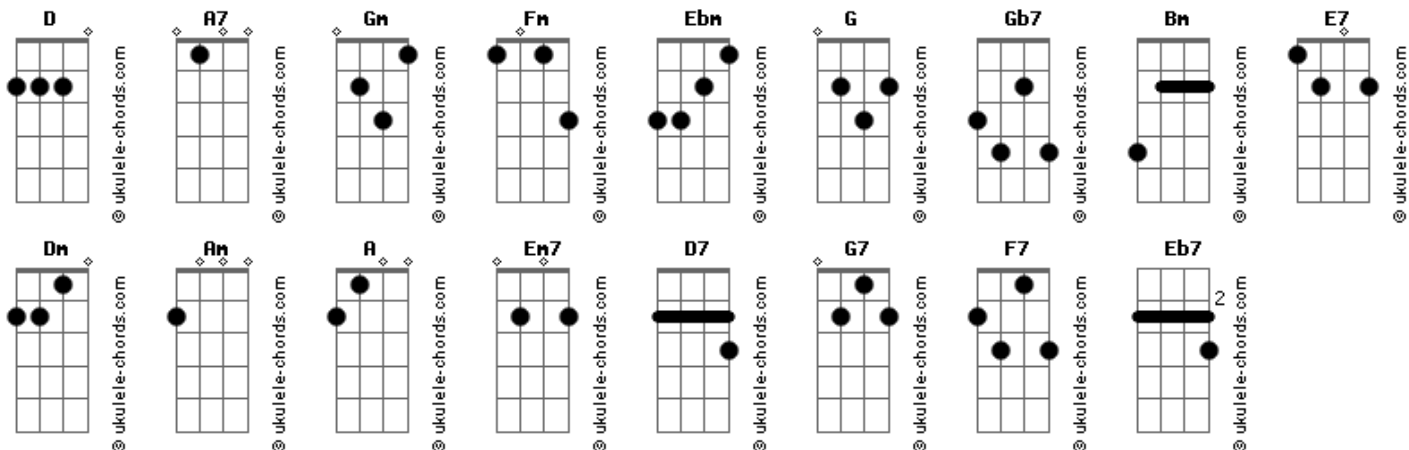 D A7 Gm Fm Ebm G Gb7 Bm E7
© ukulele-chords.com © ukulele-chords.com © ukulele-chords.com © ukulele-chords.com © ukulele-chords.com © ukulele-chords.com © ukulele-chords.com © ukulele-chords.com © ukulele-chords.com
Dm Am A Em7 D7 G7 F7 Eb7
2
© ukulele-chords.com © ukulele-chords.com © ukulele-chords.com © ukulele-chords.com © ukulele-chords.com © ukulele-chords.com © ukulele-chords.com © ukulele-chords.com